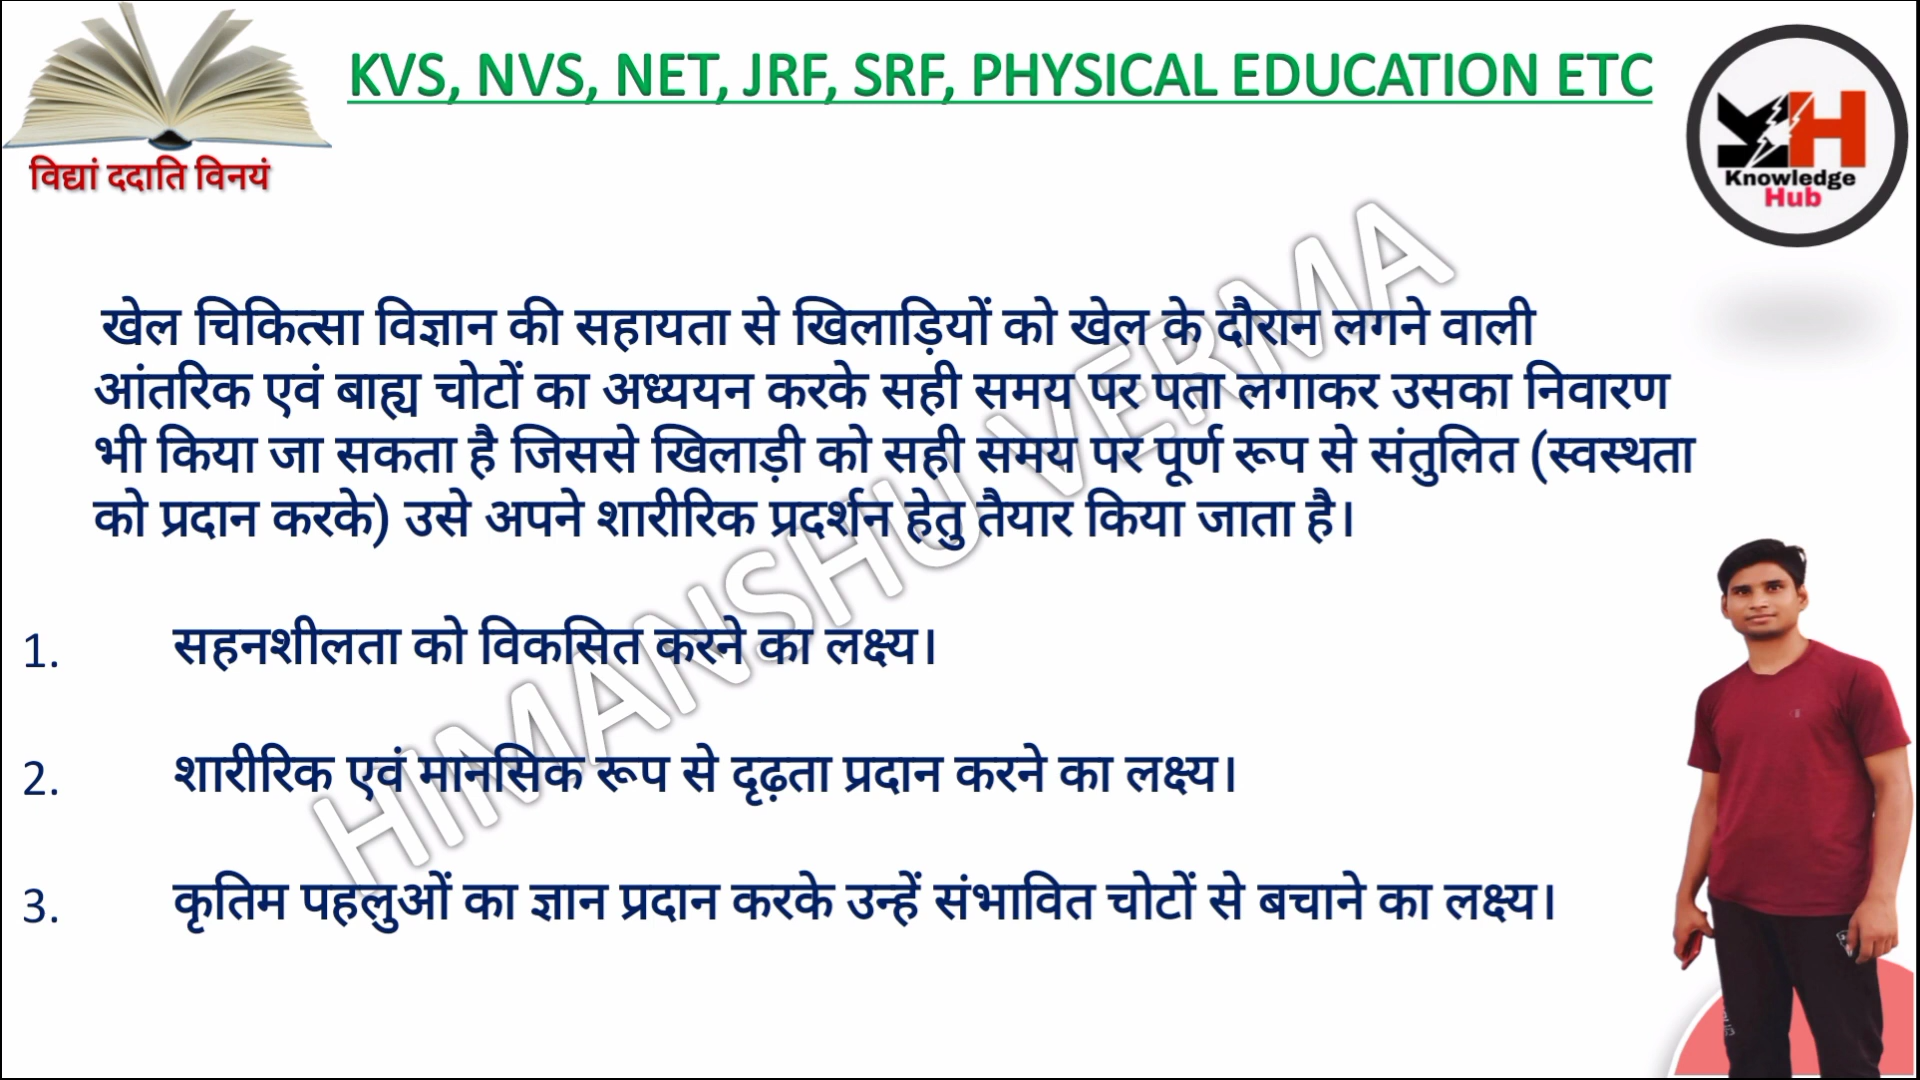 KVS, NVS, NET, JRF, SRF, PHYSICAL EDUCATION ETC
विद्यां ददाति विनयं
KH
Knowledge
Hub
खेल चिकित्सा विज्ञान की सहायता से खिलाड़ियों को खेल के दौरान लगने वाली
आंतरिक एवं बाह्य चोटों का अध्ययन करके सही समय पर पता लगाकर उसका निवारण
भी किया जा सकता है जिससे खिलाड़ी को सही समय पर पूर्ण रूप से संतुलित (स्वस्थता
को प्रदान करके) उसे अपने शारीरिक प्रदर्शन हेतु तैयार किया जाता है।
1. सहनशीलता को विकसित करने का लक्ष्य।
2. शारीरिक एवं मानसिक रूप से दृढ़ता प्रदान करने का लक्ष्य।
3. कृतिम पहलुओं का ज्ञान प्रदान करके उन्हें संभावित चोटों से बचाने का लक्ष्य।
HIMANSHU VERMA